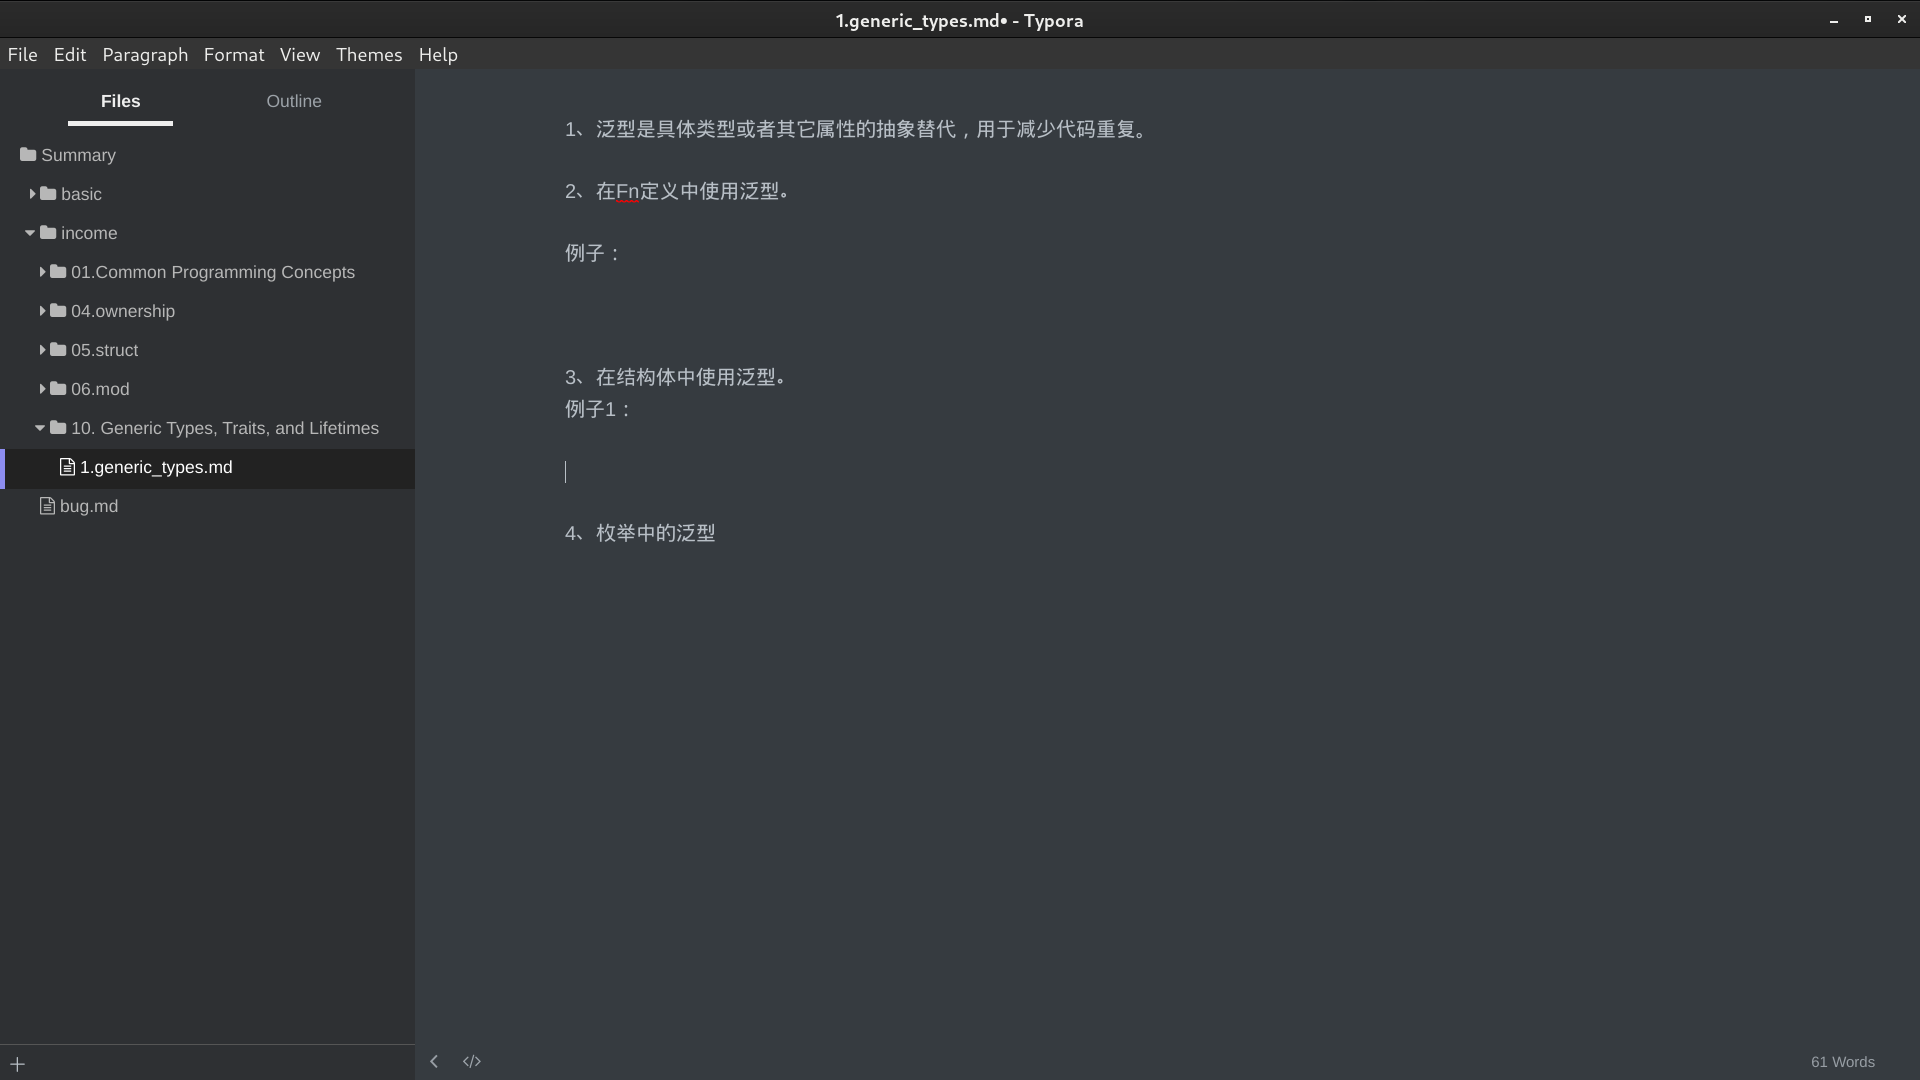 1.generic_types.md• - Typora
File Edit Paragraph Format View Themes Help
Files Outline
Summary
basic
income
01.Common Programming Concepts
04.ownership
05.struct
06.mod
10. Generic Types, Traits, and Lifetimes
1.generic_types.md
bug.md
1、泛型是具体类型或者其它属性的抽象替代，用于减少代码重复。
2、在Fn定义中使用泛型。
例子：
3、在结构体中使用泛型。
例子1：
4、枚举中的泛型
61 Words